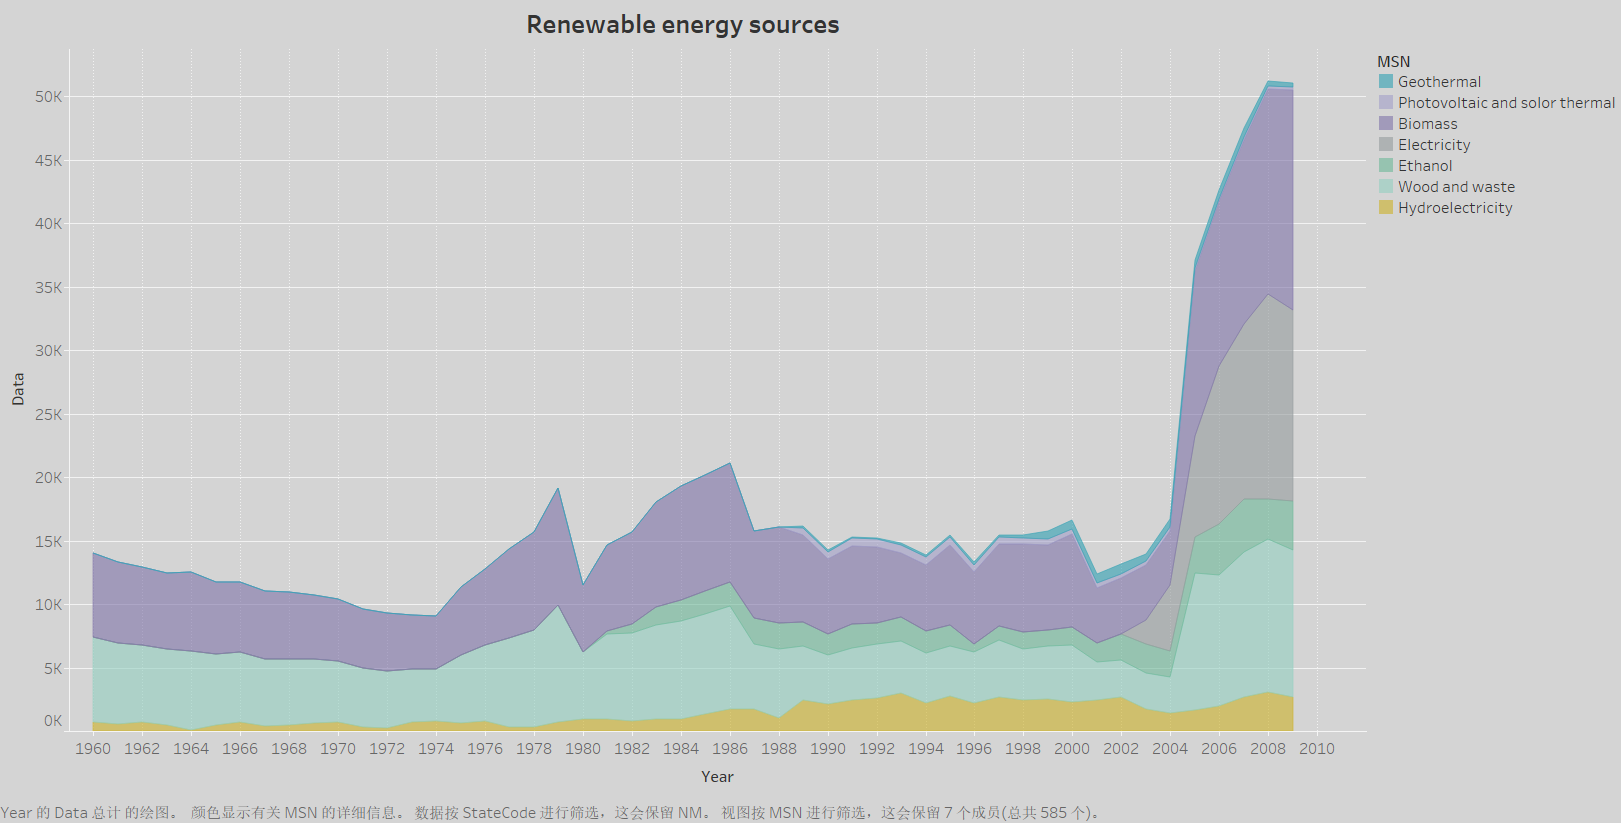 Renewable energy sources
MSN
Geothermal
Photovoltaic and solor thermal
Biomass
Electricity
Ethanol
Wood and waste
Hydroelectricity
50K
45K
40K
35K
30K
25K
20K
15K
10K
5K
0K
Data
1960 1962 1964 1966 1968 1970 1972 1974 1976 1978 1980 1982 1984 1986 1988 1990 1992 1994 1996 1998 2000 2002 2004 2006 2008 2010
Year
Year 的 Data 总计 的绘图。 颜色显示有关 MSN 的详细信息。 数据按 StateCode 进行筛选，这会保留 NM。 视图按 MSN 进行筛选，这会保留 7 个成员(总共 585 个)。